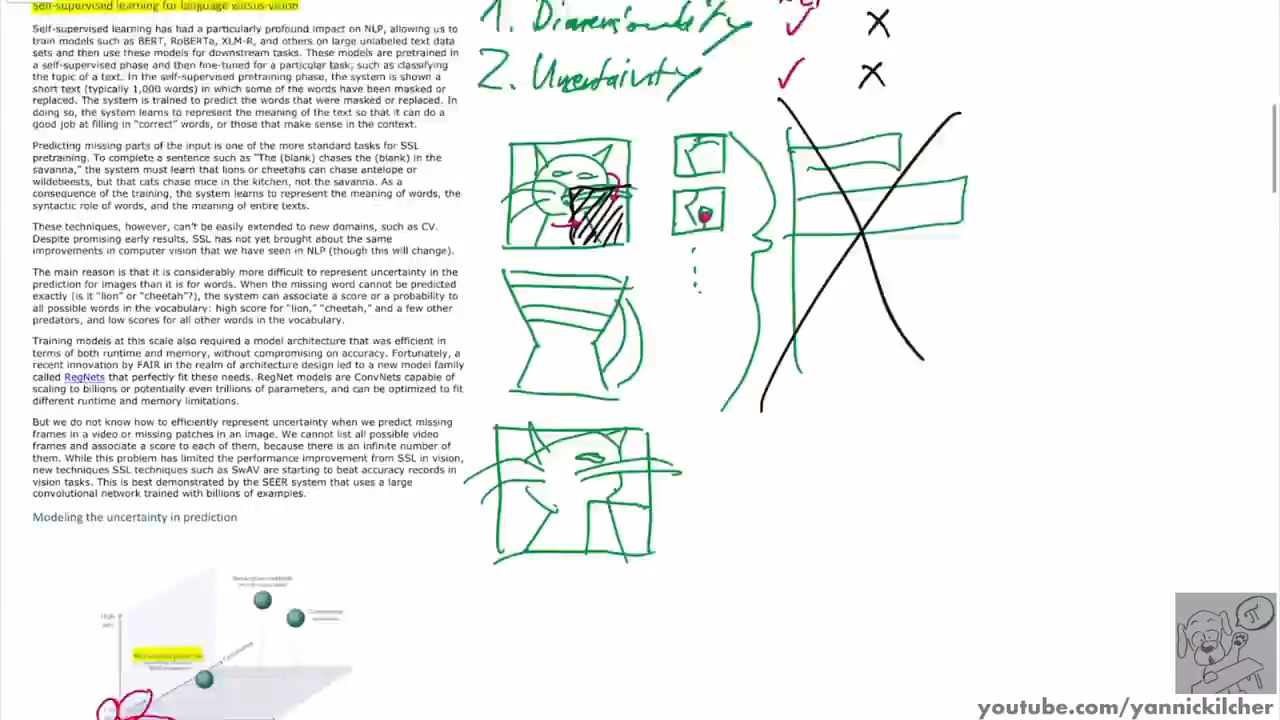 Self-supervised learning for language versus vision
Self-supervised learning has had a particularly profound impact on NLP, allowing us to
train models such as BERT, RoBERTa, XLM-R, and others on large unlabeled text data
sets and then use these models for downstream tasks. These models are pretrained in
a self-supervised phase and then fine-tuned for a particular task, such as classifying
the topic of a text. In the self-supervised pretraining phase, the system is shown a
short text (typically 1,000 words) in which some of the words have been masked or
replaced. The system is trained to predict the words that were masked or replaced. In
doing so, the system learns to represent the meaning of the text so that it can do a
good job at filling in “correct” words, or those that make sense in the context.
Predicting missing parts of the input is one of the more standard tasks for SSL
pretraining. To complete a sentence such as “The (blank) chases the (blank) in the
savanna,” the system must learn that lions or cheetahs can chase antelope or
wildebeests, but that cats chase mice in the kitchen, not the savanna. As a
consequence of the training, the system learns to represent the meaning of words, the
syntactic role of words, and the meaning of entire texts.
These techniques, however, can’t be easily extended to new domains, such as CV.
Despite promising early results, SSL has not yet brought about the same
improvements in computer vision that we have seen in NLP (though this will change).
The main reason is that it is considerably more difficult to represent uncertainty in the
prediction for images than it is for words. When the missing word cannot be predicted
exactly (is it “lion” or “cheetah”?), the system can associate a score or a probability to
all possible words in the vocabulary: high score for “lion,” “cheetah,” and a few other
predators, and low scores for all other words in the vocabulary.
Training models at this scale also required a model architecture that was efficient in
terms of both runtime and memory, without compromising on accuracy. Fortunately, a
recent innovation by FAIR in the realm of architecture design led to a new model family
called RegNets that perfectly fit these needs. RegNet models are ConvNets capable of
scaling to billions or potentially even trillions of parameters, and can be optimized to fit
different runtime and memory limitations.
But we do not know how to efficiently represent uncertainty when we predict missing
frames in a video or missing patches in an image. We cannot list all possible video
frames and associate a score to each of them, because there is an infinite number of
them. While this problem has limited the performance improvement from SSL in vision,
new techniques SSL techniques such as SwAV are starting to beat accuracy records in
vision tasks. This is best demonstrated by the SEER system that uses a large
convolutional network trained with billions of examples.
Modeling the uncertainty in prediction
High
1. Dimensionality
2. Uncertainty
π
youtube.com/yannickilcher